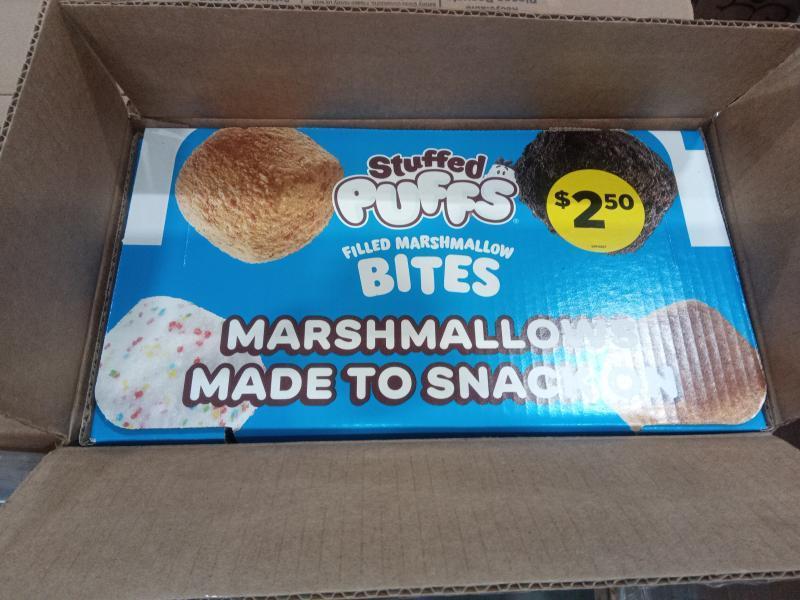 Stuffed
PUFFS
$2.50
FILLED MARSHMALLOW
BITES
MARSHMALLOWS
MADE TO SNACK ON